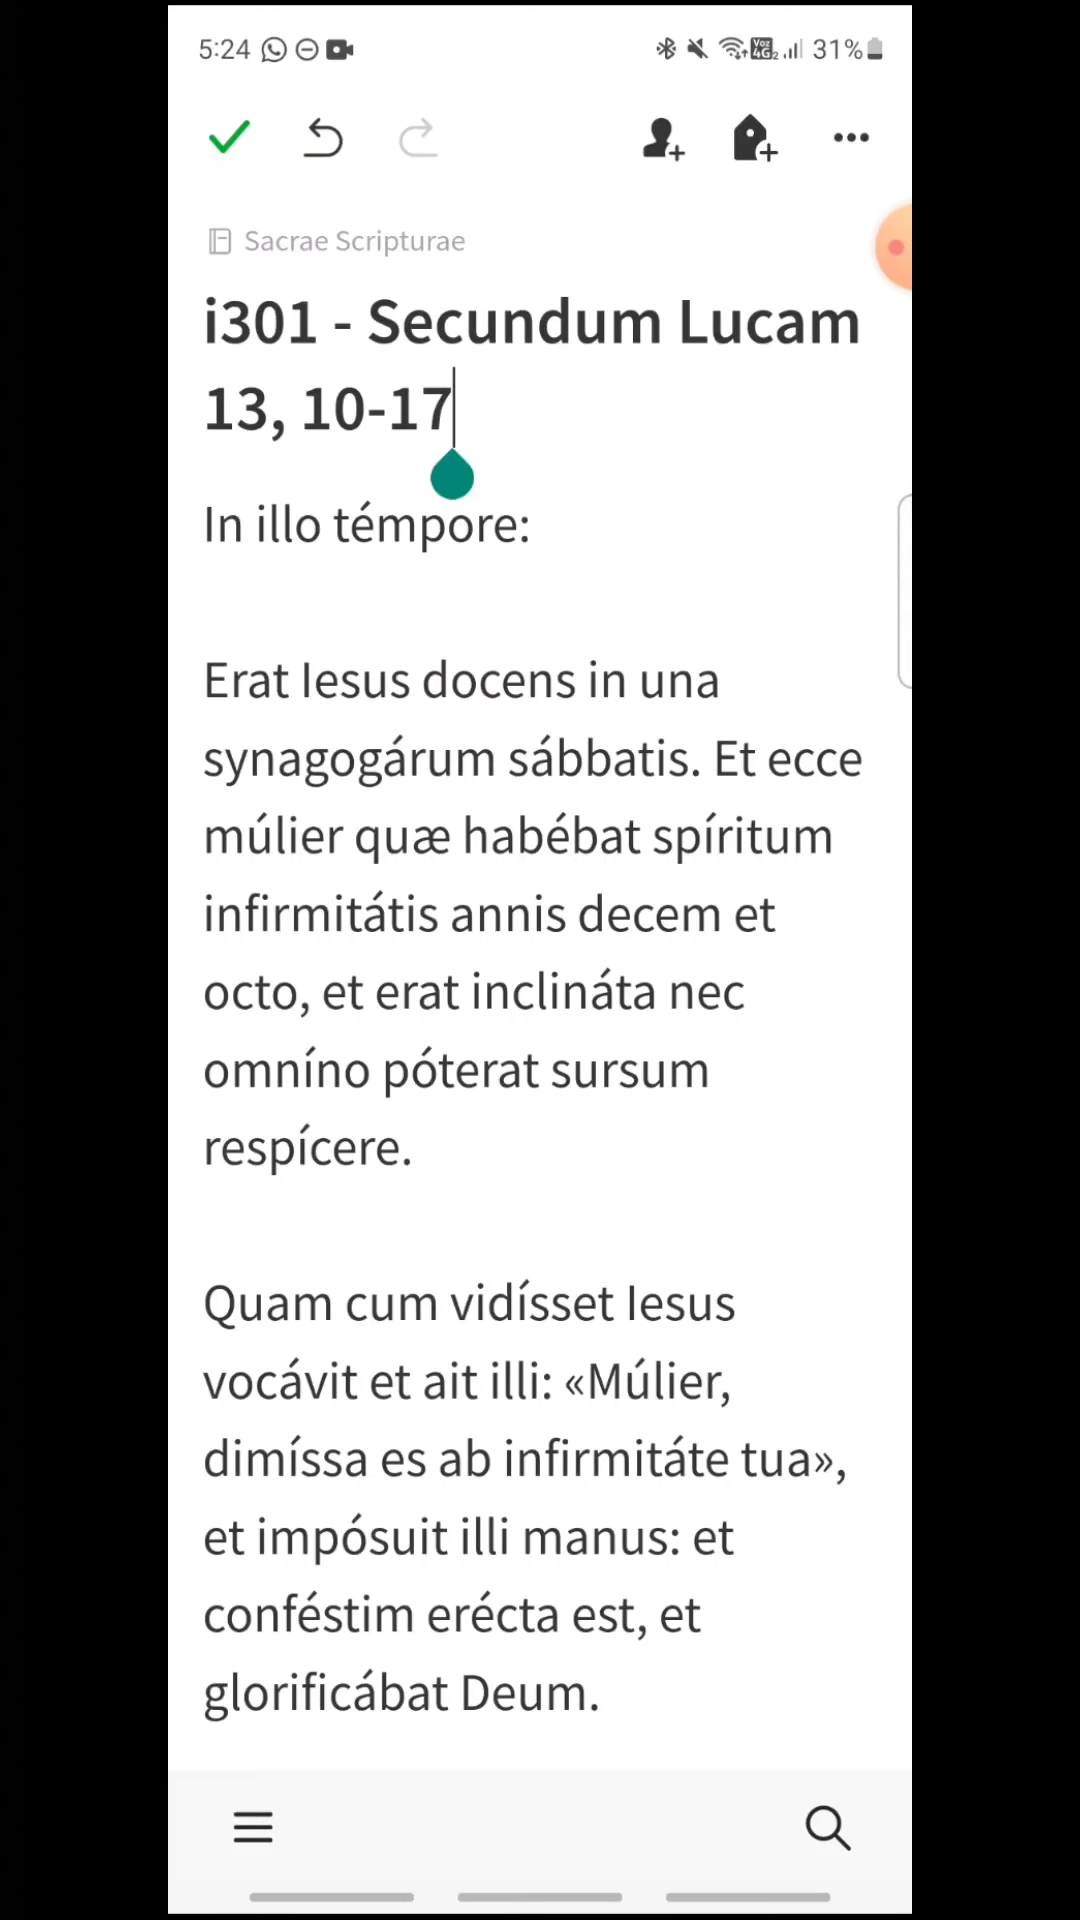 5:24
Voz 4G 2 31%
Sacrae Scripturae
i301 - Secundum Lucam
13, 10-17
In illo témpore:
Erat Iesus docens in una
synagogárum sábbatis. Et ecce
múlier quæ habébat spíritum
infirmitátis annis decem et
octo, et erat inclináta nec
omníno póterat sursum
respícere.
Quam cum vidísset Iesus
vocávit et ait illi: «Múlier,
dimíssa es ab infirmitáte tua»,
et impósuit illi manus: et
conféstim erécta est, et
glorificábat Deum.